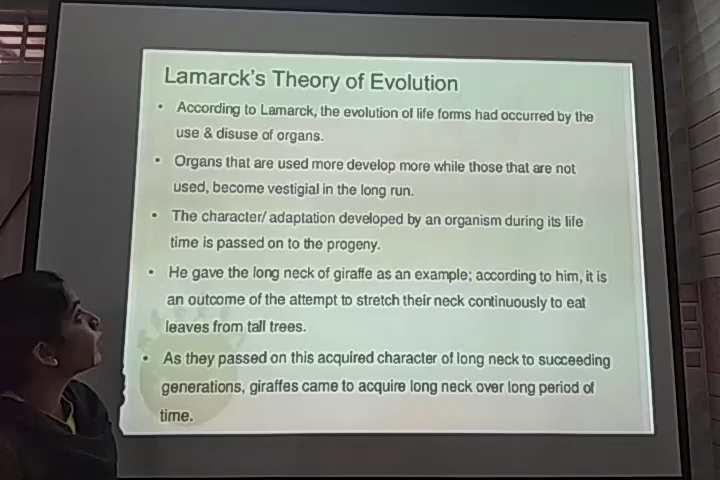 Lamarck's Theory of Evolution
• According to Lamarck, the evolution of life forms had occurred by the
use & disuse of organs.
• Organs that are used more develop more while those that are not
used, become vestigial in the long run.
• The character/ adaptation developed by an organism during its life
time is passed on to the progeny.
• He gave the long neck of giraffe as an example; according to him, it is
an outcome of the attempt to stretch their neck continuously to eat
leaves from tall trees.
• As they passed on this acquired character of long neck to succeeding
generations, giraffes came to acquire long neck over long period of
time.